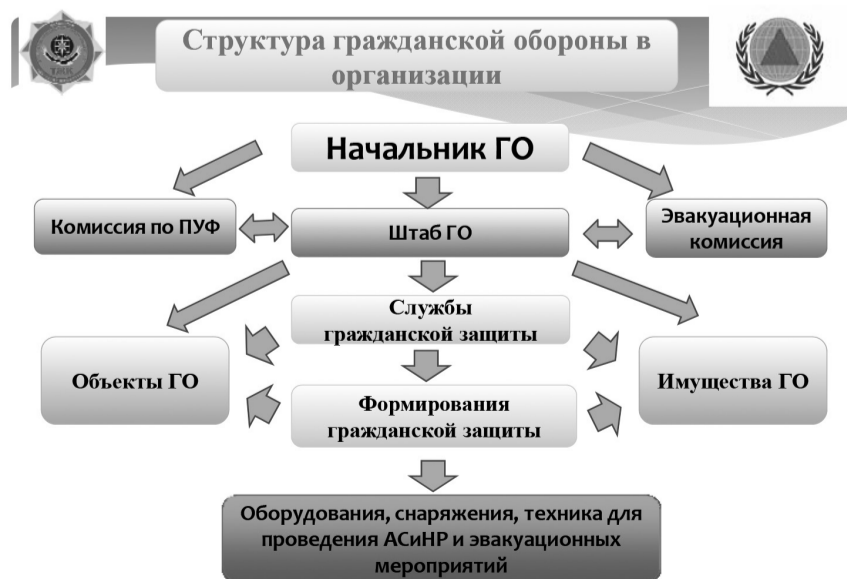 Структура гражданской обороны в
организации
ТЖК
Начальник ГО
Комиссия по ПУФ
Штаб ГО
Эвакуационная
комиссия
Службы
гражданской защиты
Объекты ГО
Имущества ГО
Формирования
гражданской защиты
Оборудования, снаряжения, техника для
проведения АСиНР и эвакуационных
мероприятий